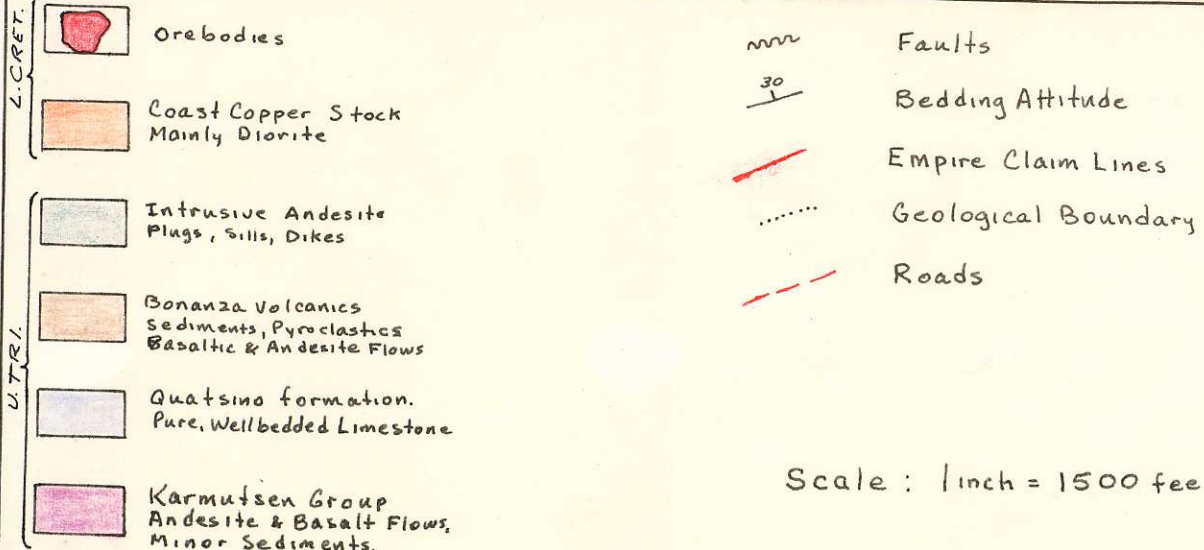 L.CRET.
Orebodies
Coast Copper Stock
Mainly Diorite
U.TRI.
Intrusive Andesite
Plugs, Sills, Dikes
Bonanza Volcanics
Sediments, Pyroclastics
Basaltic & Andesite Flows
Quatsino formation.
Pure, Wellbedded Limestone
Karmutsen Group
Andesite & Basalt Flows,
Minor Sediments.
Faults
30
Bedding Attitude
Empire Claim Lines
Geological Boundary
Roads
Scale : 1 inch = 1500 fee